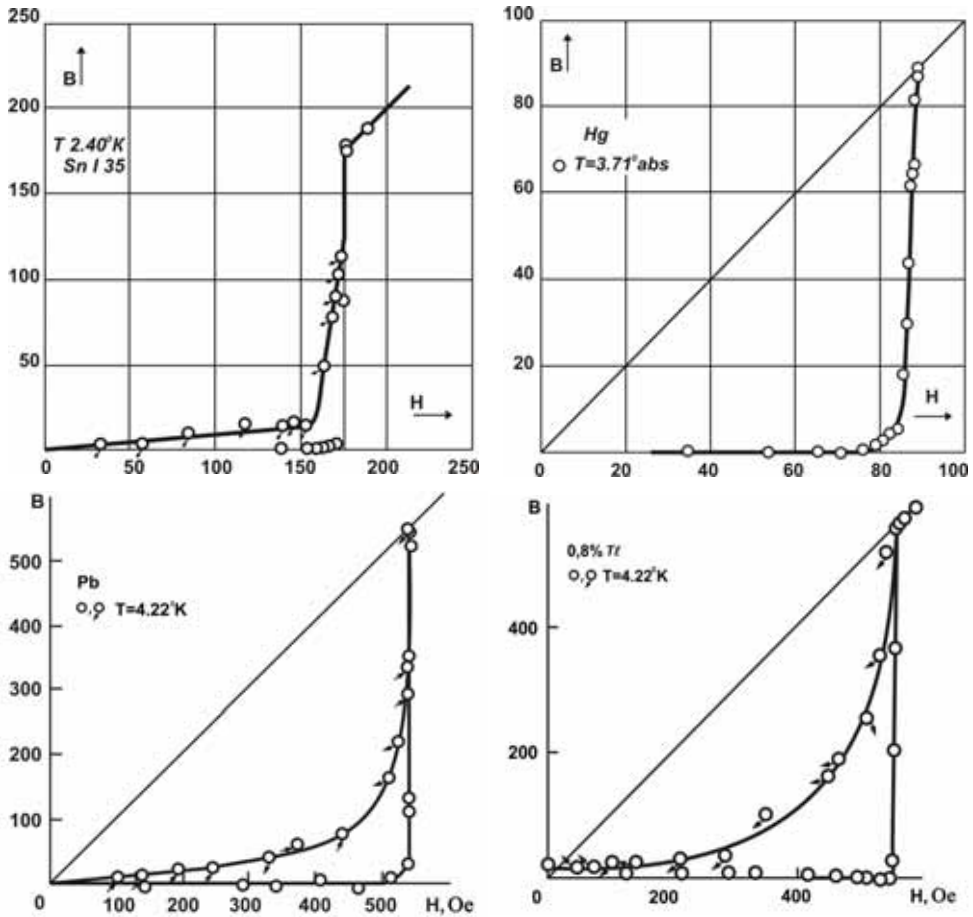 250
B
200
T 2.40°K
Sn I 35
150
100
50
H
0 50 100 150 200 250
100
B
80
Hg
T=3.71°abs
60
40
20
H
0 20 40 60 80 100
B
500
Pb
T=4.22°K
400
300
200
100
0 100 200 300 400 500 H, Oe
B
0,8% Tℓ
T=4.22°K
400
200
0 200 400 H, Oe